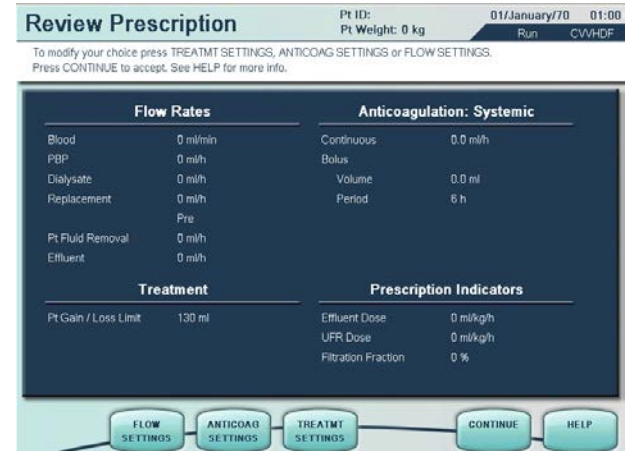 Review Prescription
Pt ID:
Pt Weight: 0 kg
01/January/70 01:00
Run CVVHDF
To modify your choice press TREATMT SETTINGS, ANTICOAG SETTINGS or FLOW SETTINGS.
Press CONTINUE to accept. See HELP for more info.
Flow Rates
Blood 0 ml/min
PBP 0 ml/h
Dialysate 0 ml/h
Replacement 0 ml/h
Pre
Pt Fluid Removal 0 ml/h
Effluent 0 ml/h
Anticoagulation: Systemic
Continuous 0.0 ml/h
Bolus
Volume 0.0 ml
Period 6 h
Treatment
Pt Gain / Loss Limit 130 ml
Prescription Indicators
Effluent Dose 0 ml/kg/h
UFR Dose 0 ml/kg/h
Filtration Fraction 0 %
FLOW SETTINGS
ANTICOAG SETTINGS
TREATMT SETTINGS
CONTINUE
HELP